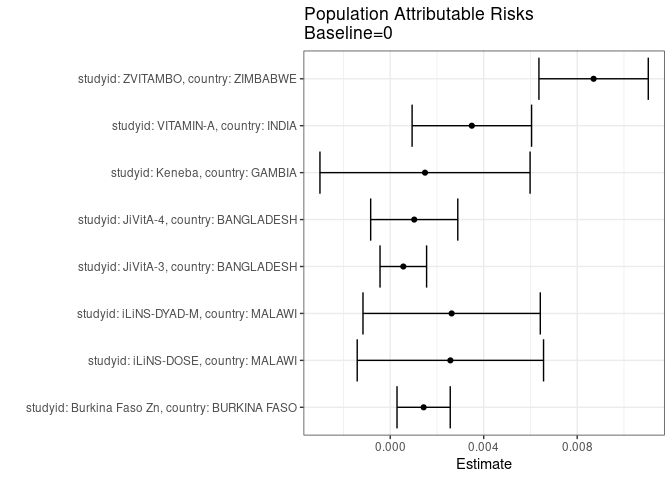 Population Attributable Risks
Baseline=0
studyid: ZVITAMBO, country: ZIMBABWE
studyid: VITAMIN-A, country: INDIA
studyid: Keneba, country: GAMBIA
studyid: JiVitA-4, country: BANGLADESH
studyid: JiVitA-3, country: BANGLADESH
studyid: iLiNS-DYAD-M, country: MALAWI
studyid: iLiNS-DOSE, country: MALAWI
studyid: Burkina Faso Zn, country: BURKINA FASO
0.000 0.004 0.008
Estimate